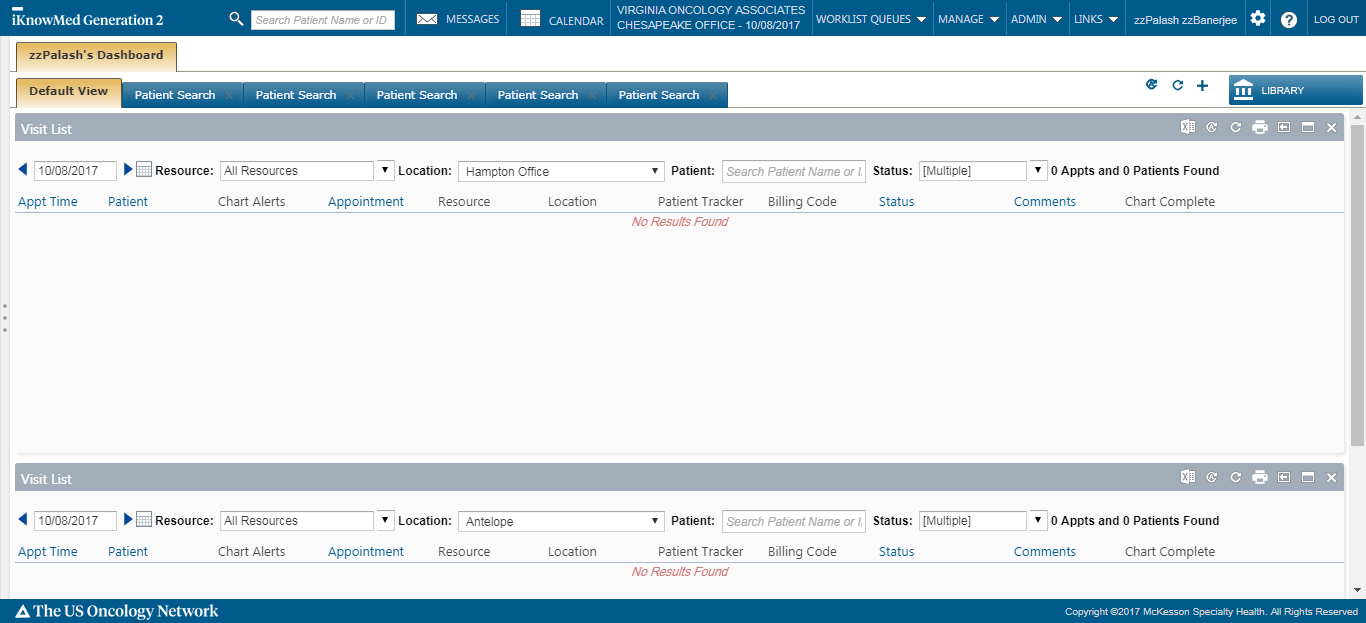 iKnowMed Generation 2
Search Patient Name or ID
MESSAGES
CALENDAR
VIRGINIA ONCOLOGY ASSOCIATES
CHESAPEAKE OFFICE - 10/08/2017
WORKLIST QUEUES
MANAGE
ADMIN
LINKS
zzPalash zzBanerjee
LOG OUT
zzPalash's Dashboard
Default View
Patient Search
Patient Search
Patient Search
Patient Search
Patient Search
LIBRARY
Visit List
10/08/2017 Resource: All Resources Location: Hampton Office Patient: Search Patient Name or I Status: [Multiple] 0 Appts and 0 Patients Found
Appt Time Patient Chart Alerts Appointment Resource Location Patient Tracker Billing Code Status Comments Chart Complete
No Results Found
Visit List
10/08/2017 Resource: All Resources Location: Antelope Patient: Search Patient Name or I Status: [Multiple] 0 Appts and 0 Patients Found
Appt Time Patient Chart Alerts Appointment Resource Location Patient Tracker Billing Code Status Comments Chart Complete
No Results Found
The US Oncology Network
Copyright ©2017 McKesson Specialty Health. All Rights Reserved